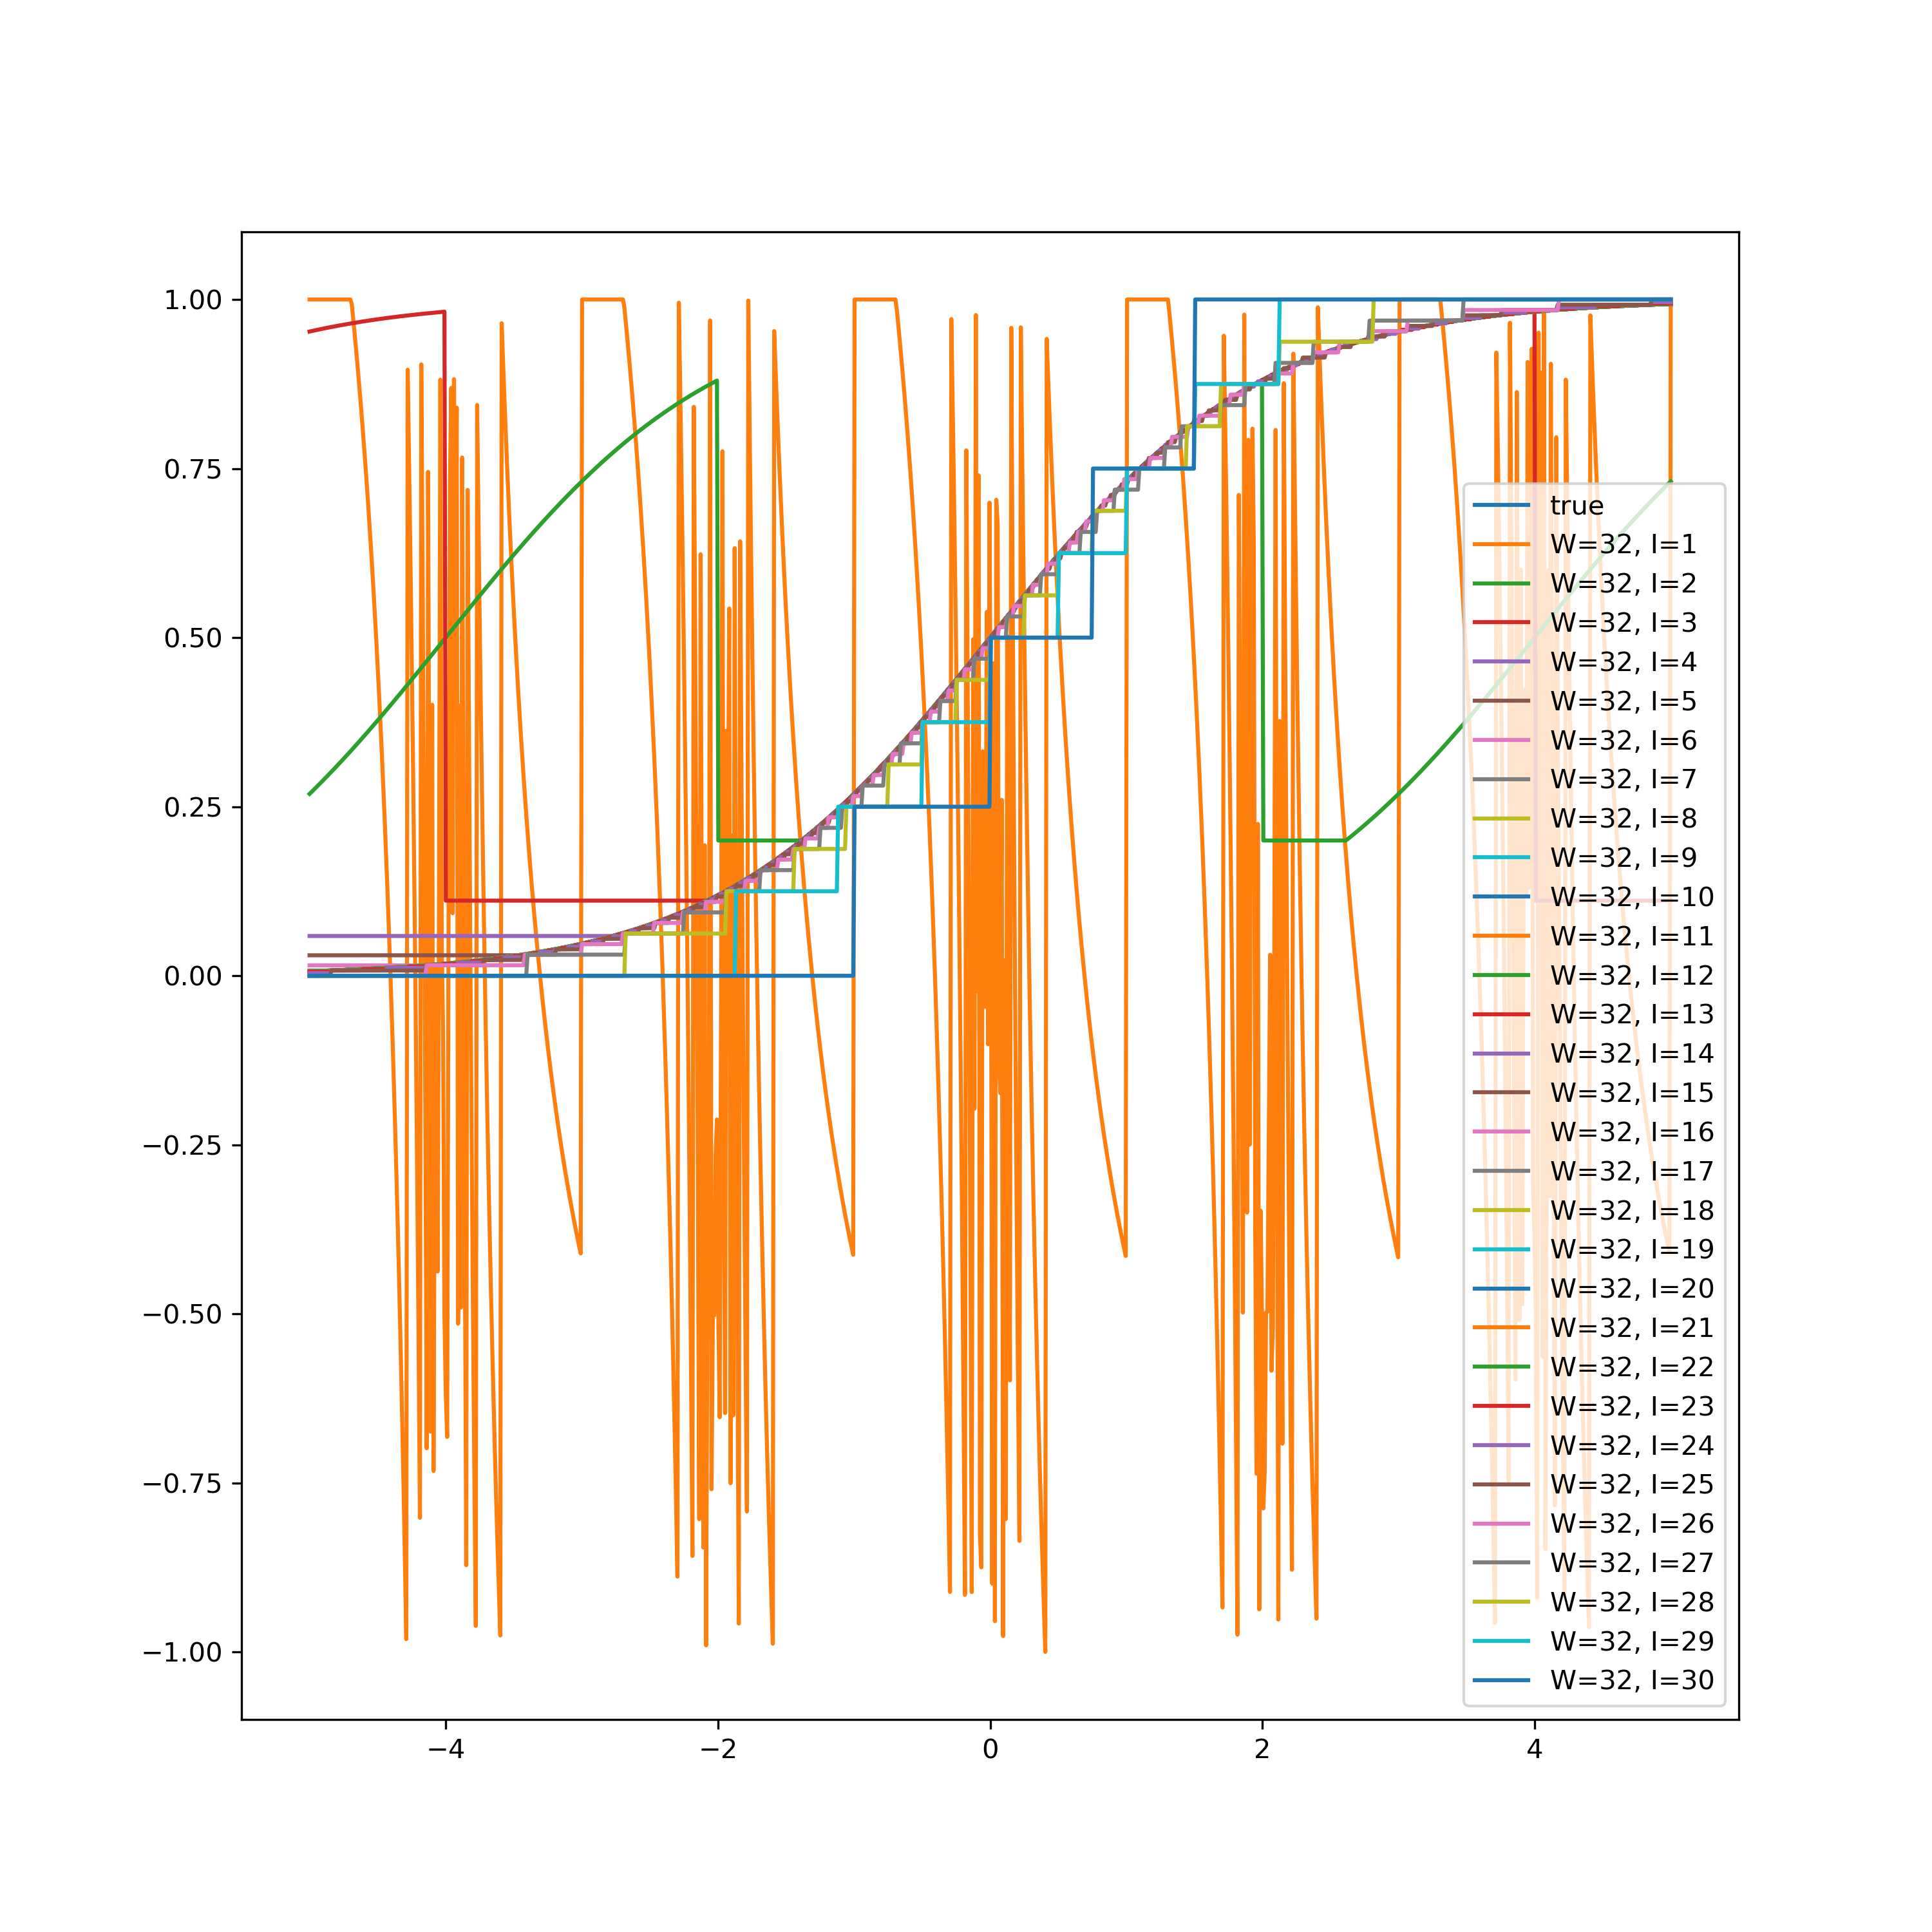 1.00
0.75
0.50
0.25
0.00
−0.25
−0.50
−0.75
−1.00
−4
−2
0
2
4
true
W=32, I=1
W=32, I=2
W=32, I=3
W=32, I=4
W=32, I=5
W=32, I=6
W=32, I=7
W=32, I=8
W=32, I=9
W=32, I=10
W=32, I=11
W=32, I=12
W=32, I=13
W=32, I=14
W=32, I=15
W=32, I=16
W=32, I=17
W=32, I=18
W=32, I=19
W=32, I=20
W=32, I=21
W=32, I=22
W=32, I=23
W=32, I=24
W=32, I=25
W=32, I=26
W=32, I=27
W=32, I=28
W=32, I=29
W=32, I=30